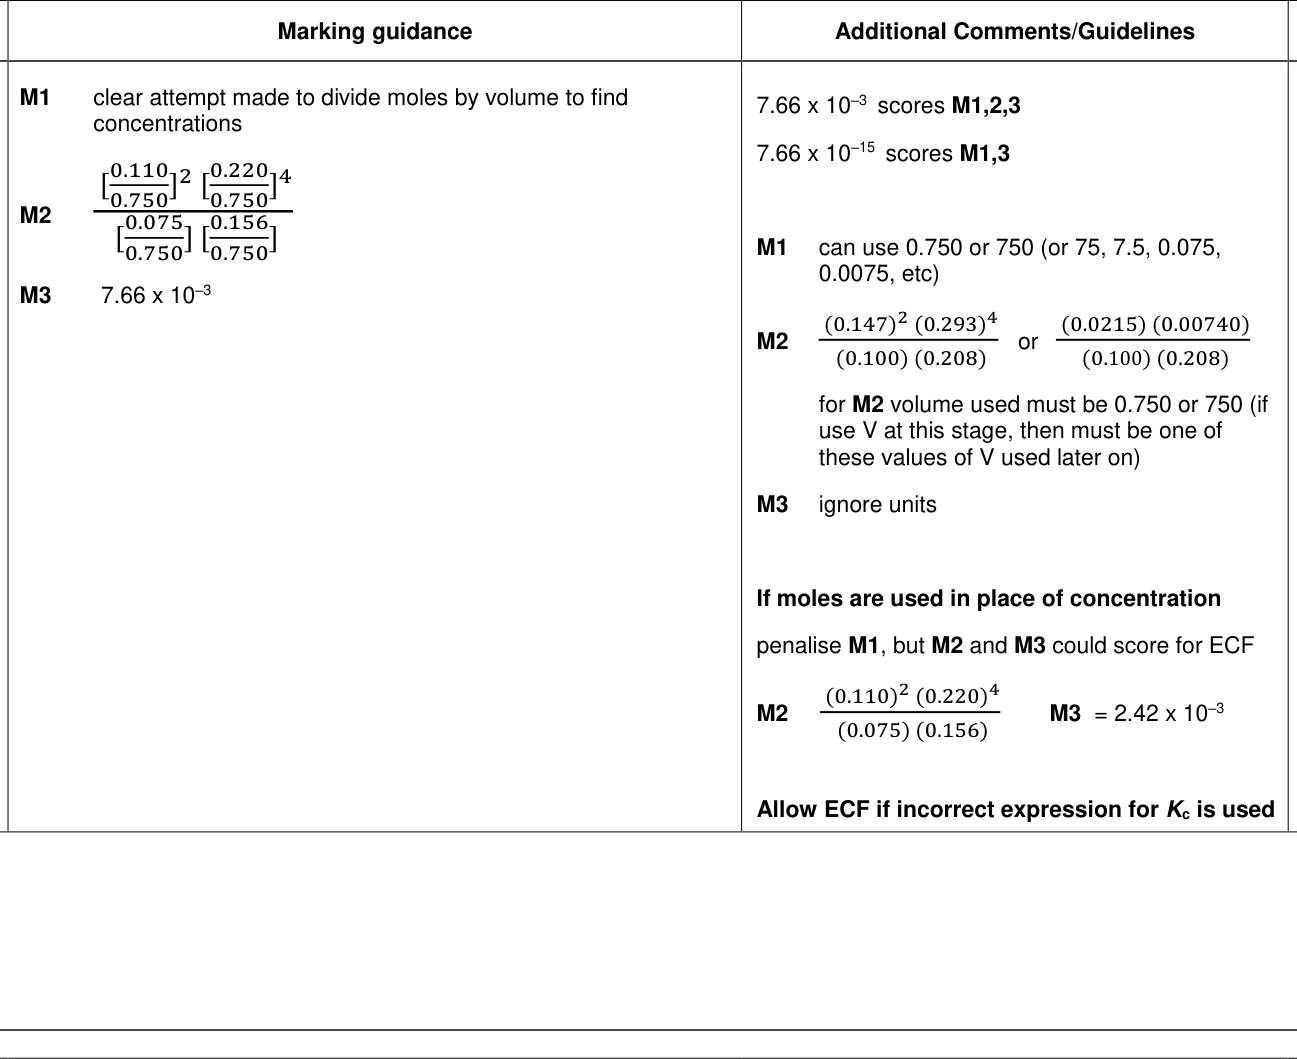 Marking guidance
Additional Comments/Guidelines
M1 clear attempt made to divide moles by volume to find
concentrations
M2 [0.110/0.750]² [0.220/0.750]⁴ / [0.075/0.750] [0.156/0.750]
M3 7.66 x 10⁻³
7.66 x 10⁻³ scores M1,2,3
7.66 x 10⁻¹⁵ scores M1,3
M1 can use 0.750 or 750 (or 75, 7.5, 0.075,
0.0075, etc)
M2 (0.147)² (0.293)⁴ / (0.100) (0.208) or (0.0215) (0.00740) / (0.100) (0.208)
for M2 volume used must be 0.750 or 750 (if
use V at this stage, then must be one of
these values of V used later on)
M3 ignore units
If moles are used in place of concentration
penalise M1, but M2 and M3 could score for ECF
M2 (0.110)² (0.220)⁴ / (0.075) (0.156) M3 = 2.42 x 10⁻³
Allow ECF if incorrect expression for Kc is used